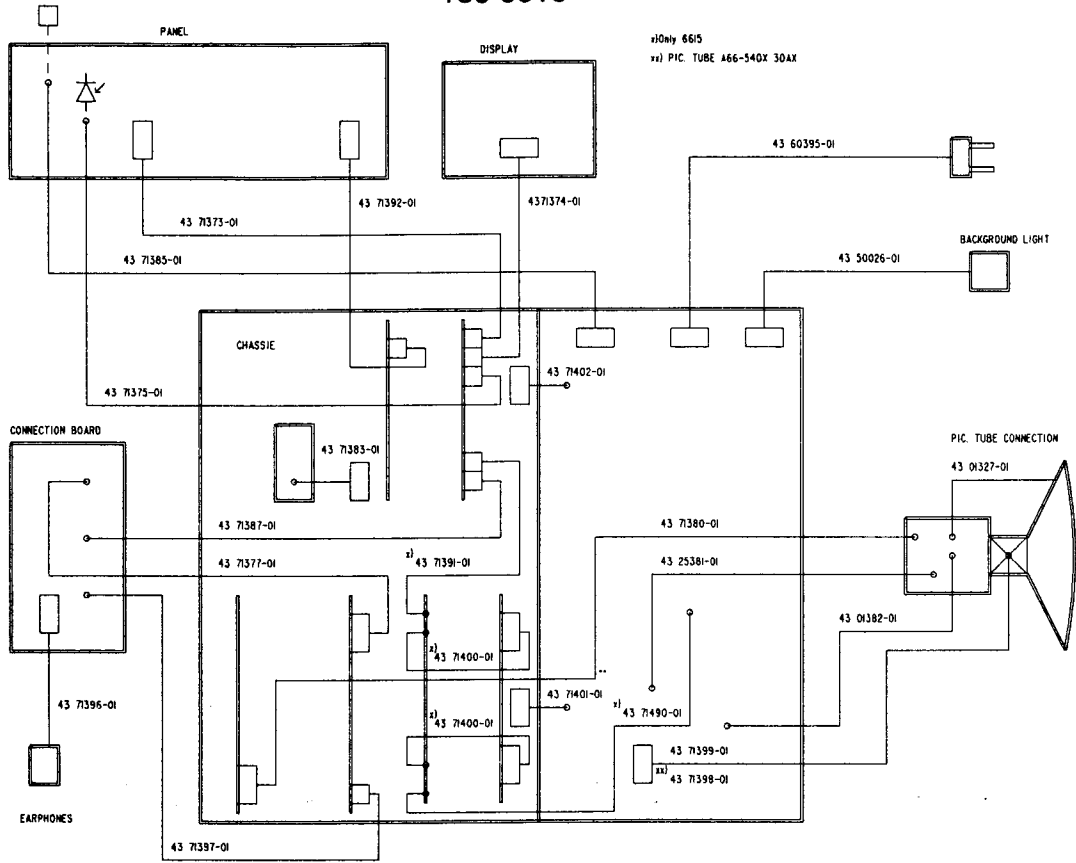 PANEL
DISPLAY
x) Only 6615
xx) PIC. TUBE A66-540X 30AX
43 60395-01
43 71392-01
4371374-01
43 71373-01
BACKGROUND LIGHT
43 71385-01
43 50026-01
CHASSIE
43 71402-01
43 71375-01
CONNECTION BOARD
43 71383-01
PIC. TUBE CONNECTION
43 01327-01
43 71387-01
43 71380-01
x)
43 71377-01
43 71391-01
43 25381-01
43 01382-01
x)
43 71400-01
43 71401-01
43 71396-01
x)
43 71490-01
x)
43 71400-01
43 71399-01
xx)
43 71398-01
EARPHONES
43 71397-01